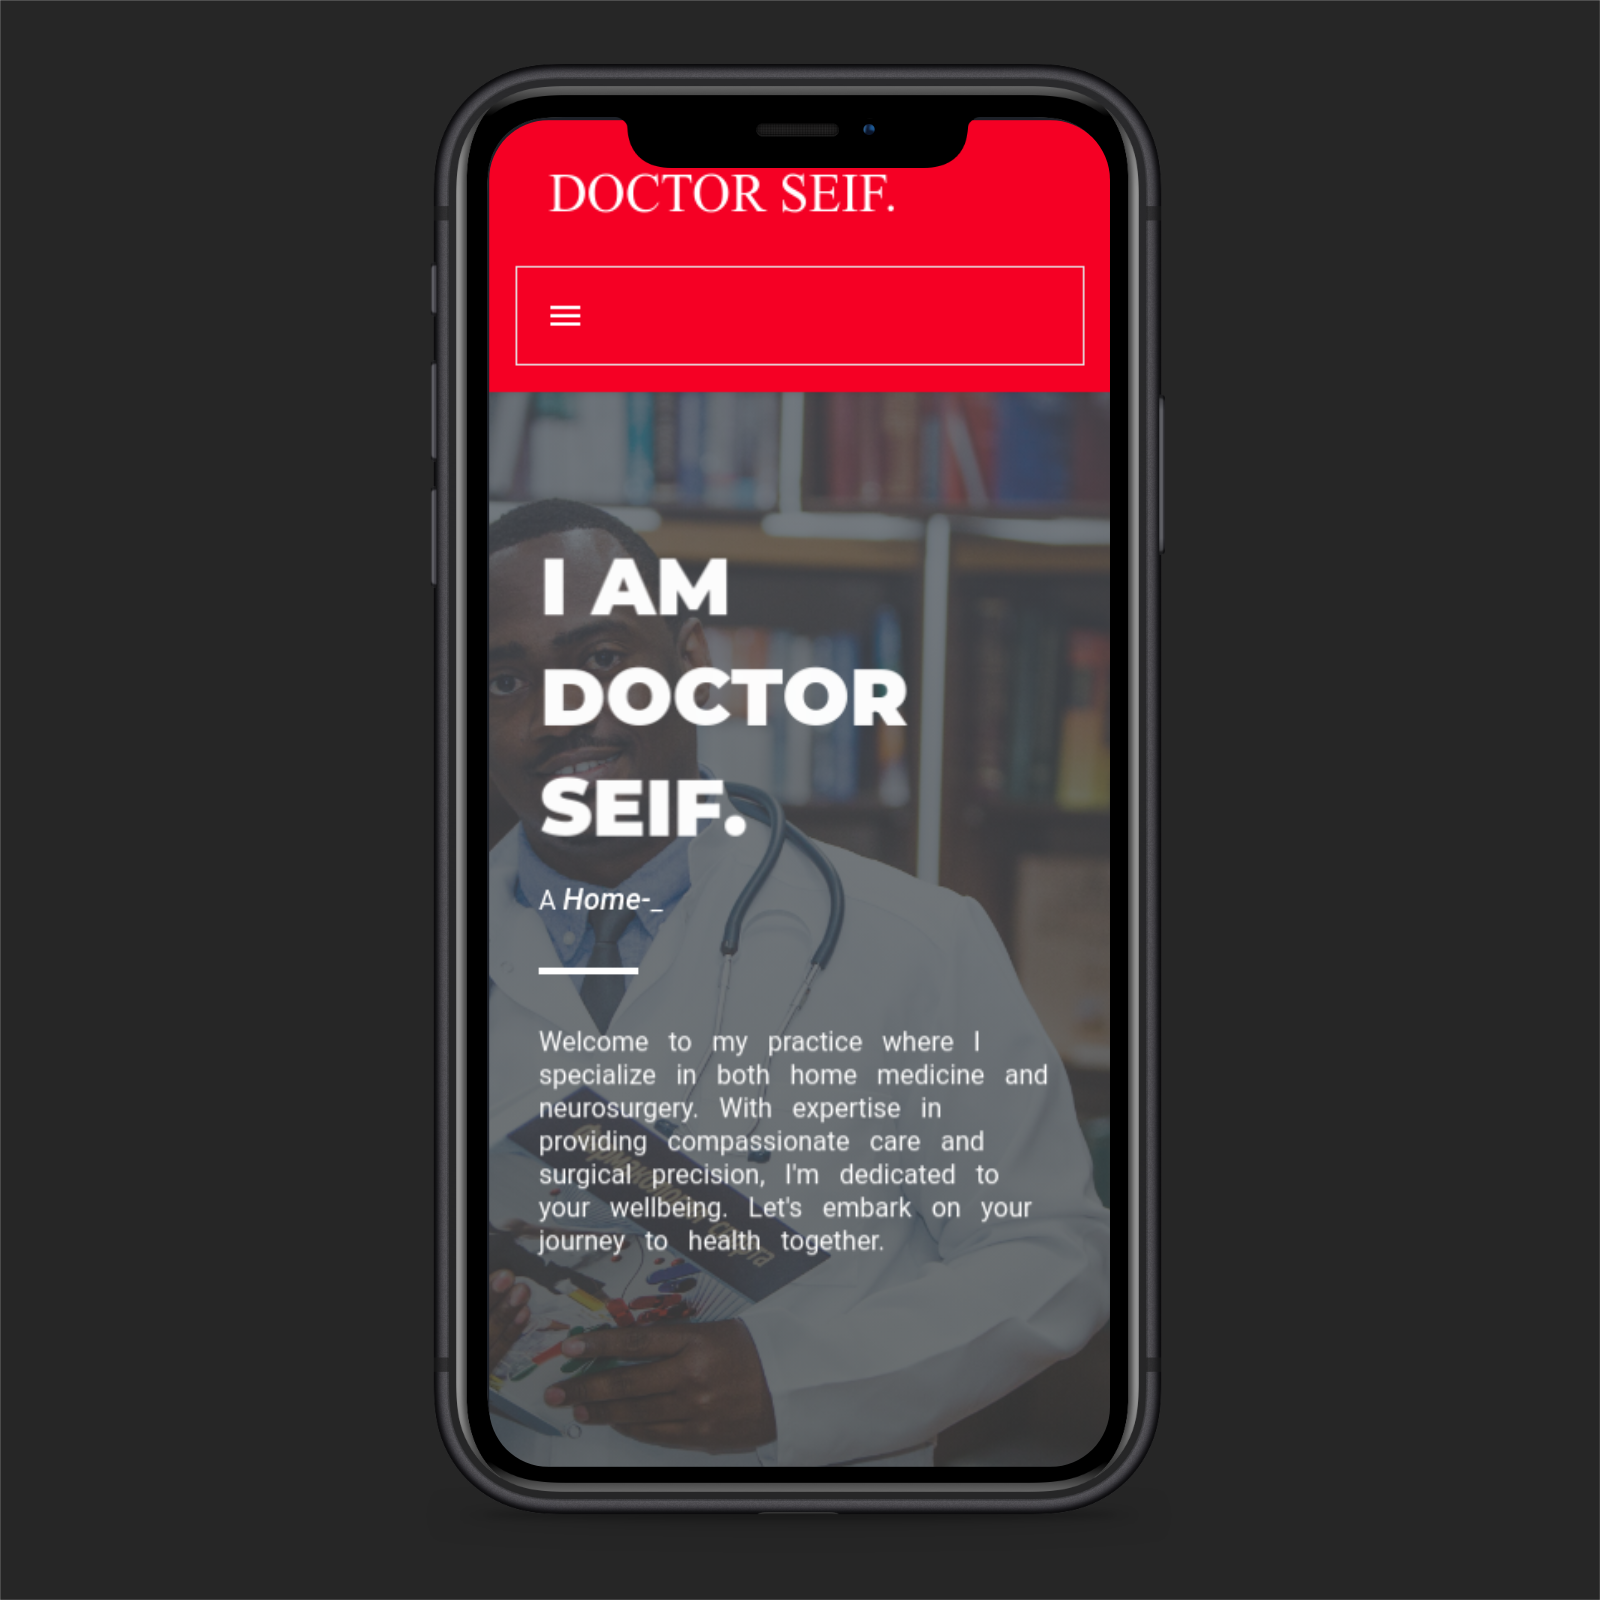 DOCTOR SEIF.
I AM
DOCTOR
SEIF.
A Home-_
Welcome to my practice where I
specialize in both home medicine and
neurosurgery. With expertise in
providing compassionate care and
surgical precision, I'm dedicated to
your wellbeing. Let's embark on your
journey to health together.